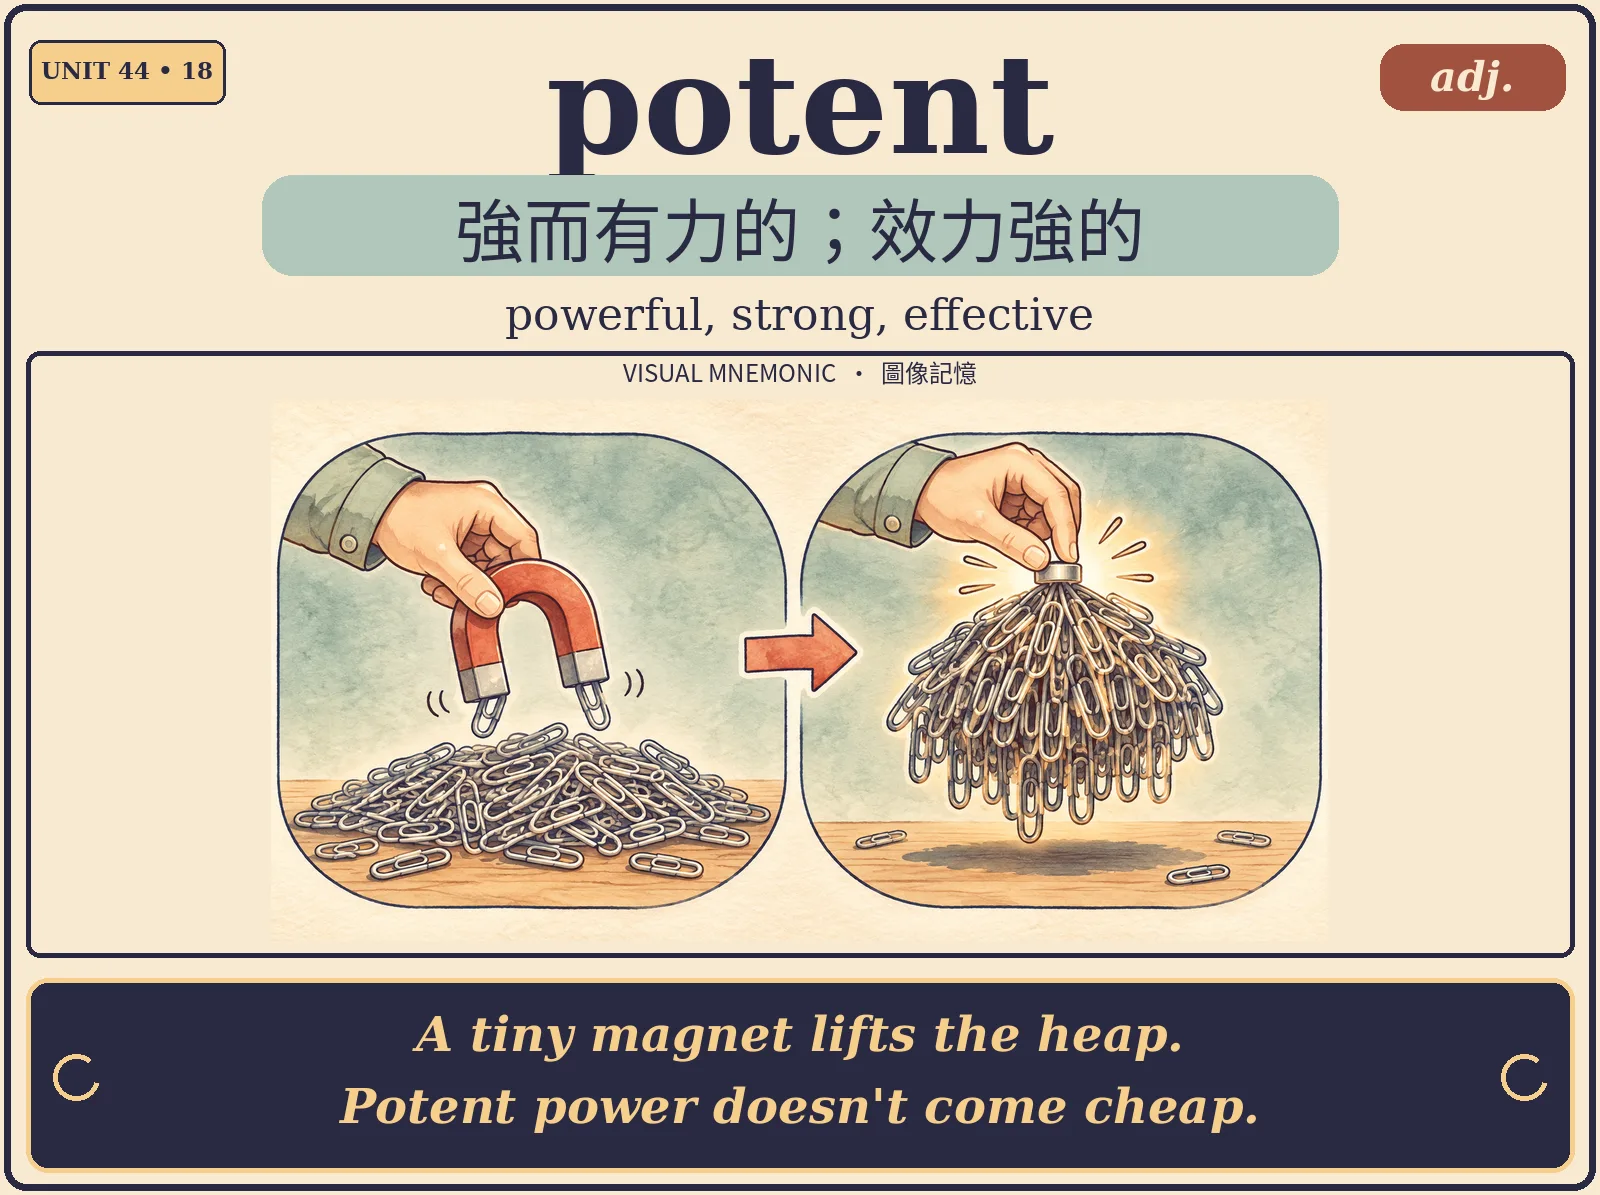 UNIT 44 • 18
potent
adj.
強而有力的；效力強的
powerful, strong, effective
VISUAL MNEMONIC • 圖像記憶
A tiny magnet lifts the heap.
Potent power doesn't come cheap.